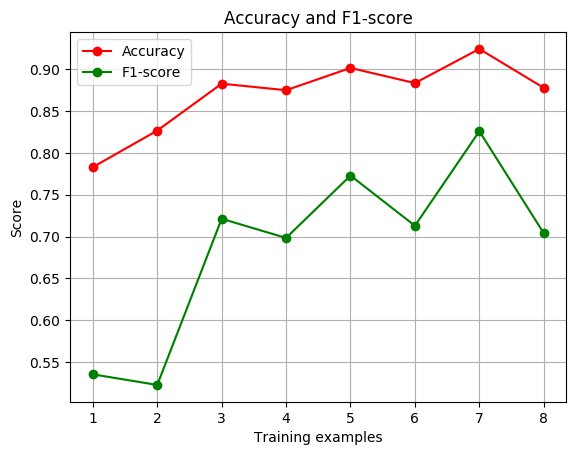 Accuracy and F1-score
Accuracy
F1-score
Score
0.90
0.85
0.80
0.75
0.70
0.65
0.60
0.55
1 2 3 4 5 6 7 8
Training examples